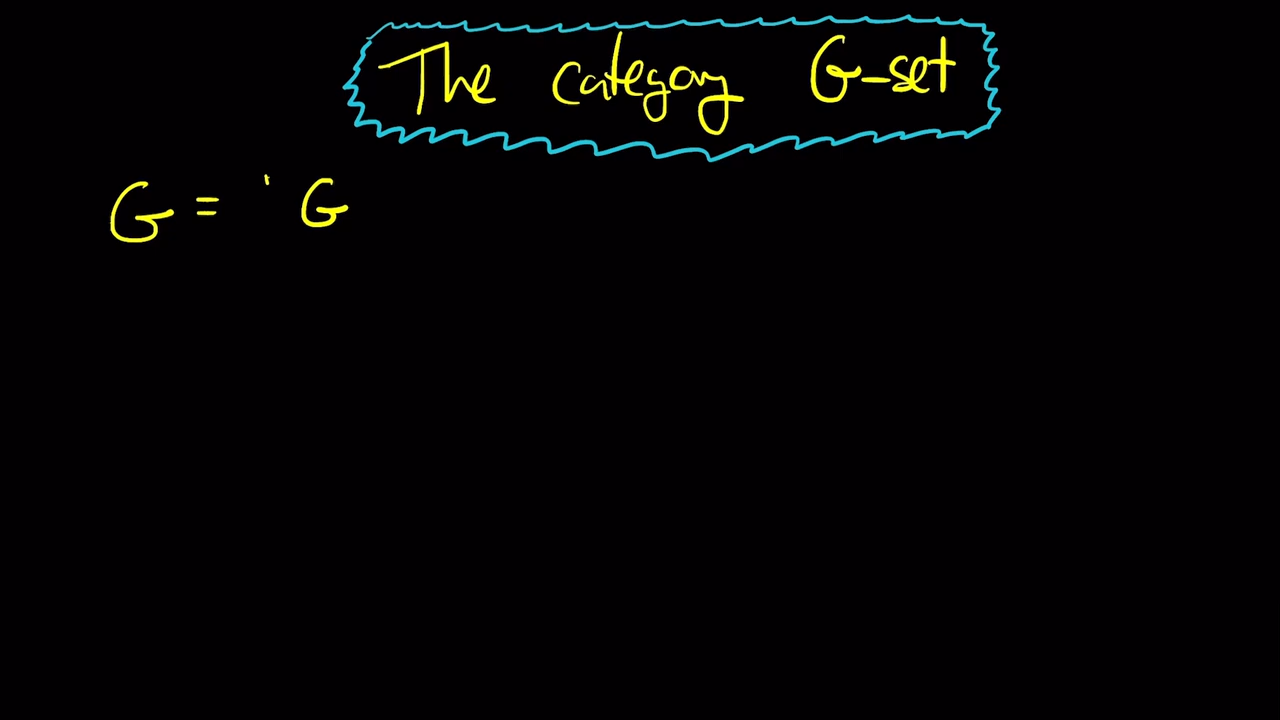 The category G-set
G = ' G